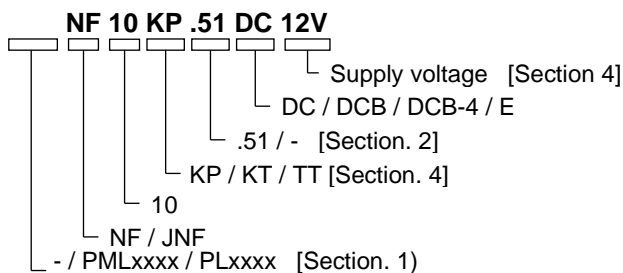 NF 10 KP .51 DC 12V
Supply voltage [Section 4]
DC / DCB / DCB-4 / E
.51 / - [Section. 2]
KP / KT / TT [Section. 4]
10
NF / JNF
- / PMLxxxx / PLxxxx [Section. 1)